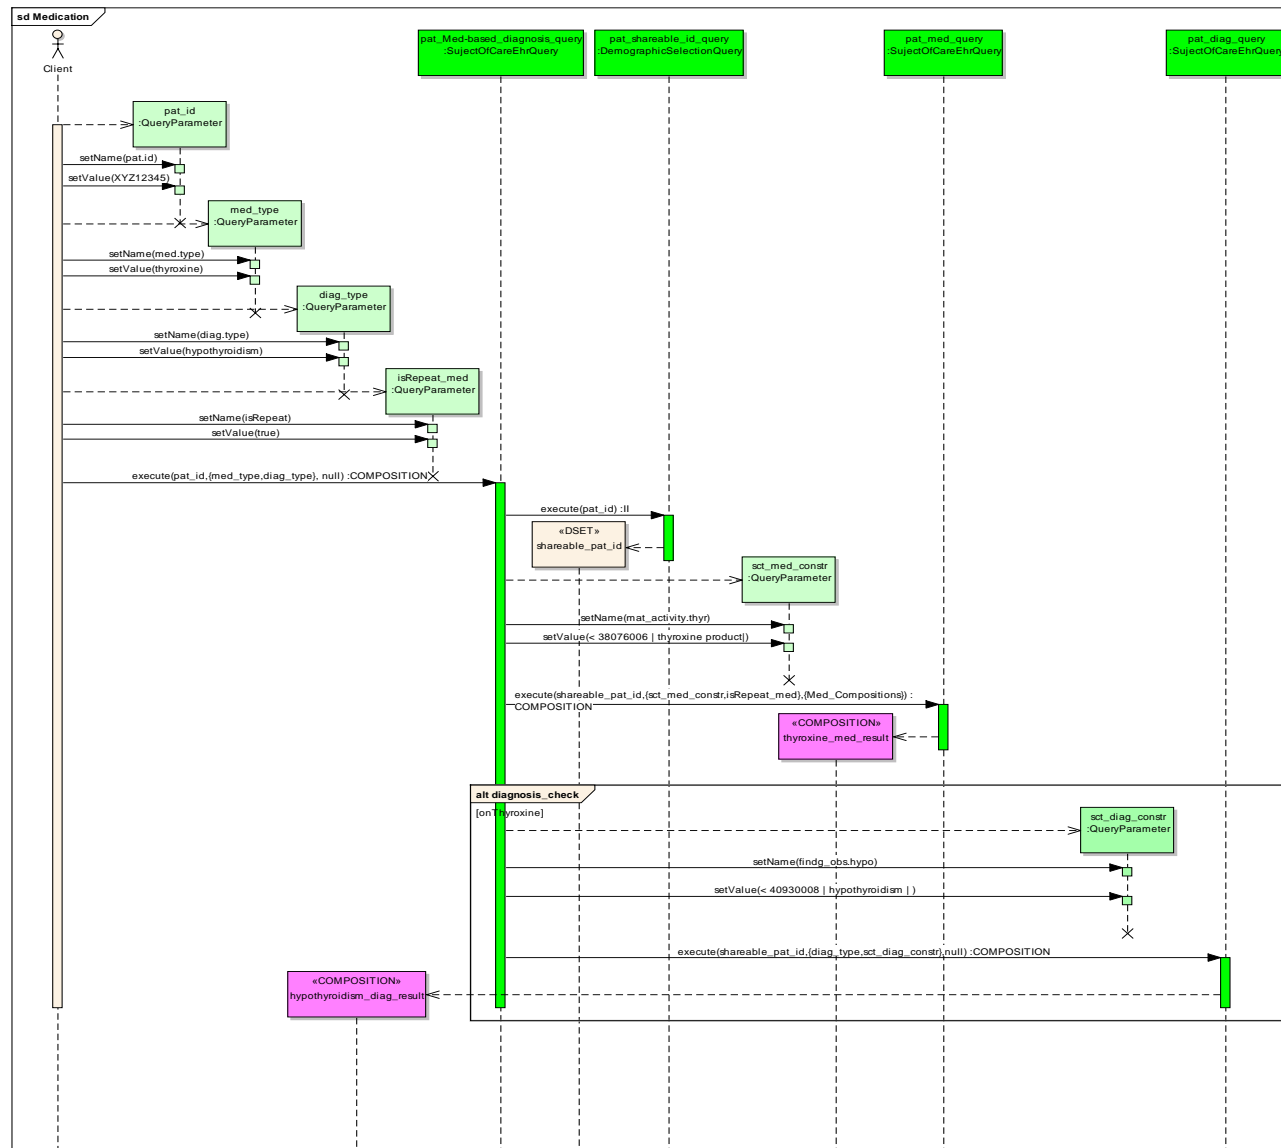 sd Medication
Client
pat_Med-based_diagnosis_query
:SujectOfCareEhrQuery
pat_shareable_id_query
:DemographicSelectionQuery
pat_med_query
:SujectOfCareEhrQuery
pat_diag_query
:SujectOfCareEhrQuery
pat_id
:QueryParameter
setName(pat.id)
setValue(XYZ12345)
med_type
:QueryParameter
setName(med.type)
setValue(thyroxine)
diag_type
:QueryParameter
setName(diag.type)
setValue(hypothyroidism)
isRepeat_med
:QueryParameter
setName(isRepeat)
setValue(true)
execute(pat_id,{med_type,diag_type}, null) :COMPOSITION
execute(pat_id) :II
«DSET»
shareable_pat_id
sct_med_constr
:QueryParameter
setName(mat_activity.thyr)
setValue(< 38076006 | thyroxine product|)
execute(shareable_pat_id,{sct_med_constr,isRepeat_med},{Med_Compositions}) :
COMPOSITION
«COMPOSITION»
thyroxine_med_result
alt diagnosis_check
[onThyroxine]
sct_diag_constr
:QueryParameter
setName(findg_obs.hypo)
setValue(< 40930008 | hypothyroidism | )
execute(shareable_pat_id,{diag_type,sct_diag_constr},null) :COMPOSITION
«COMPOSITION»
hypothyroidism_diag_result